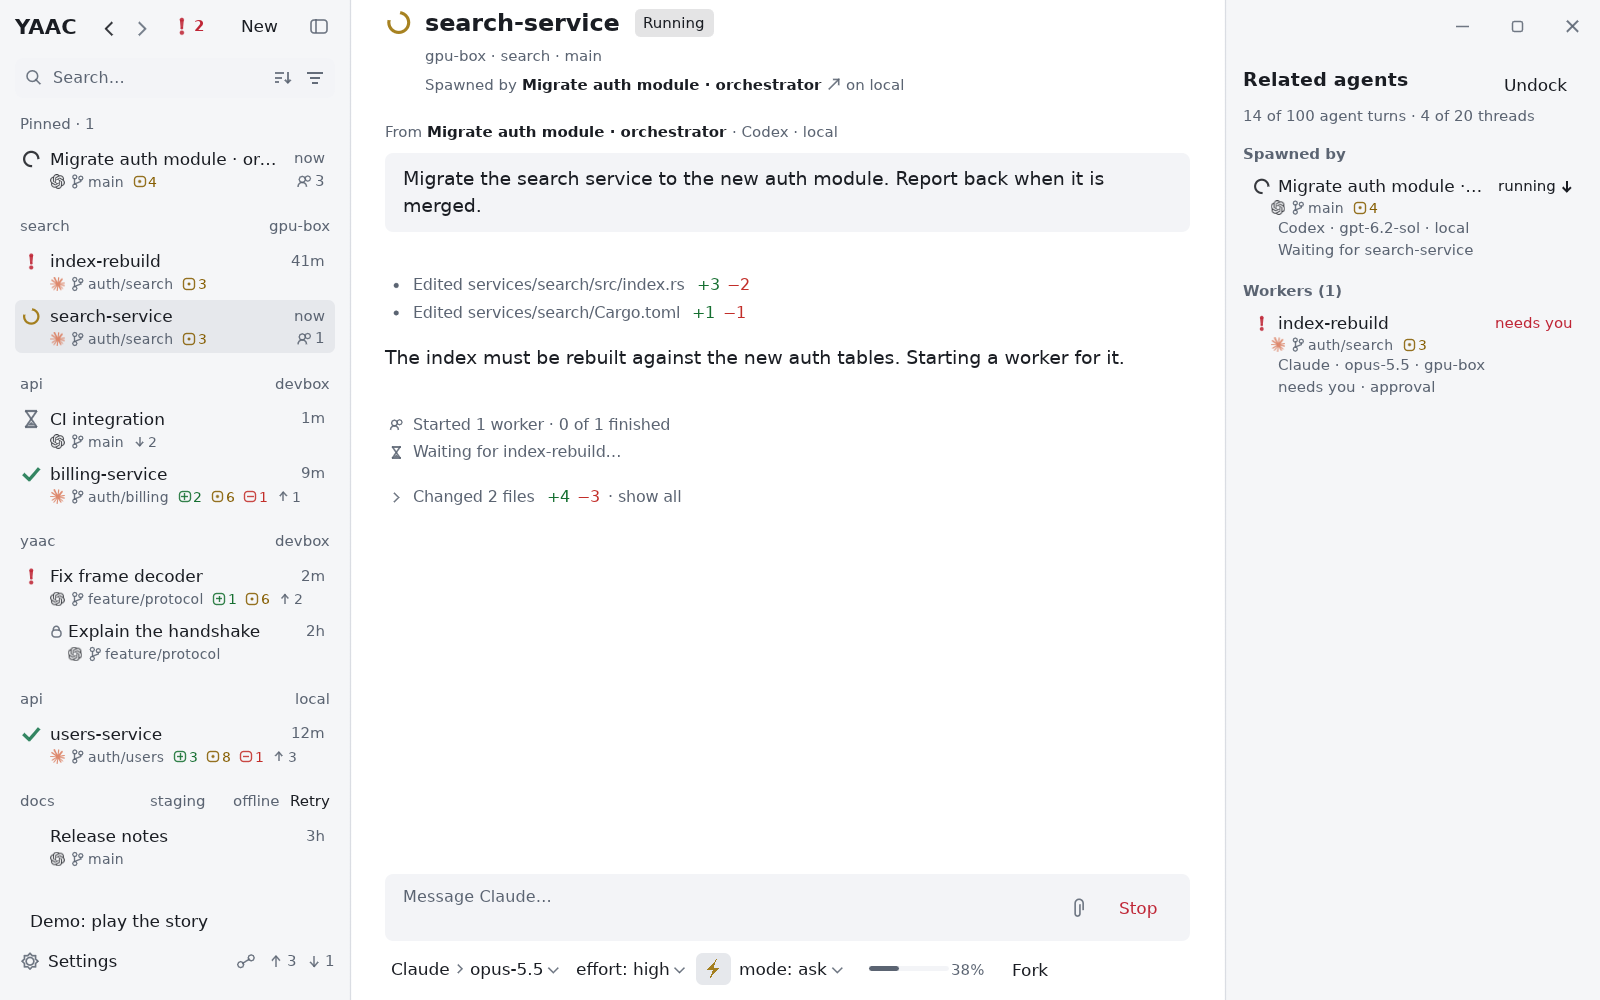 YAAC 2 New
Search...
Pinned · 1
Migrate auth module · or... now
main 4 3
search gpu-box
index-rebuild 41m
auth/search 3
search-service now
auth/search 3 1
api devbox
CI integration 1m
main ↓2
billing-service 9m
auth/billing 2 6 1 ↑1
yaac devbox
Fix frame decoder 2m
feature/protocol 1 6 ↑2
Explain the handshake 2h
feature/protocol
api local
users-service 12m
auth/users 3 8 1 ↑3
docs staging offline Retry
Release notes 3h
main
Demo: play the story
Settings ↑3 ↓1
search-service Running
gpu-box · search · main
Spawned by Migrate auth module · orchestrator ↗ on local
From Migrate auth module · orchestrator · Codex · local
Migrate the search service to the new auth module. Report back when it is
merged.
• Edited services/search/src/index.rs +3 −2
• Edited services/search/Cargo.toml +1 −1
The index must be rebuilt against the new auth tables. Starting a worker for it.
Started 1 worker · 0 of 1 finished
Waiting for index-rebuild...
Changed 2 files +4 −3 · show all
Message Claude...
Stop
Claude > opus-5.5 effort: high mode: ask 38% Fork
Related agents Undock
14 of 100 agent turns · 4 of 20 threads
Spawned by
Migrate auth module ·... running ↓
main 4
Codex · gpt-6.2-sol · local
Waiting for search-service
Workers (1)
index-rebuild needs you
auth/search 3
Claude · opus-5.5 · gpu-box
needs you · approval